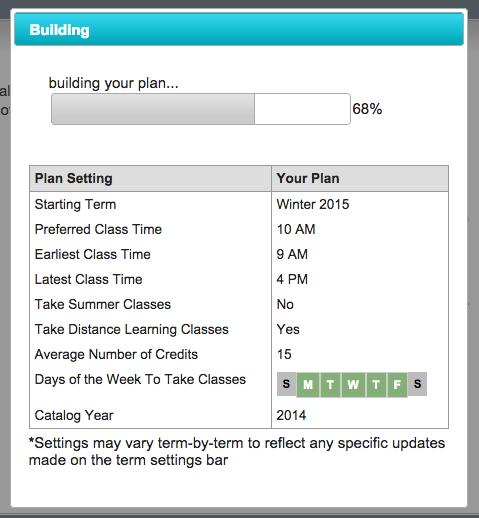 Building
building your plan...
68%
Plan Setting Your Plan
Starting Term Winter 2015
Preferred Class Time 10 AM
Earliest Class Time 9 AM
Latest Class Time 4 PM
Take Summer Classes No
Take Distance Learning Classes Yes
Average Number of Credits 15
Days of the Week To Take Classes S M T W T F S
Catalog Year 2014
*Settings may vary term-by-term to reflect any specific updates
made on the term settings bar